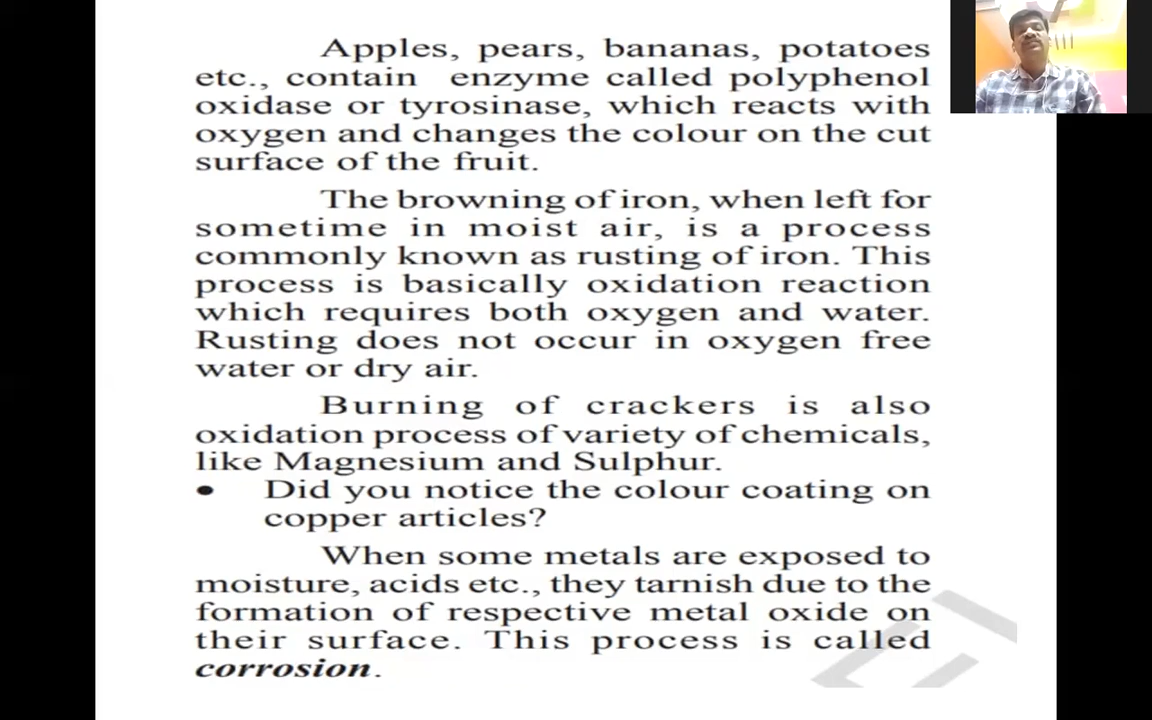 Apples, pears, bananas, potatoes
etc., contain enzyme called polyphenol
oxidase or tyrosinase, which reacts with
oxygen and changes the colour on the cut
surface of the fruit.
The browning of iron, when left for
sometime in moist air, is a process
commonly known as rusting of iron. This
process is basically oxidation reaction
which requires both oxygen and water.
Rusting does not occur in oxygen free
water or dry air.
Burning of crackers is also
oxidation process of variety of chemicals,
like Magnesium and Sulphur.
● Did you notice the colour coating on
copper articles?
When some metals are exposed to
moisture, acids etc., they tarnish due to the
formation of respective metal oxide on
their surface. This process is called
corrosion.